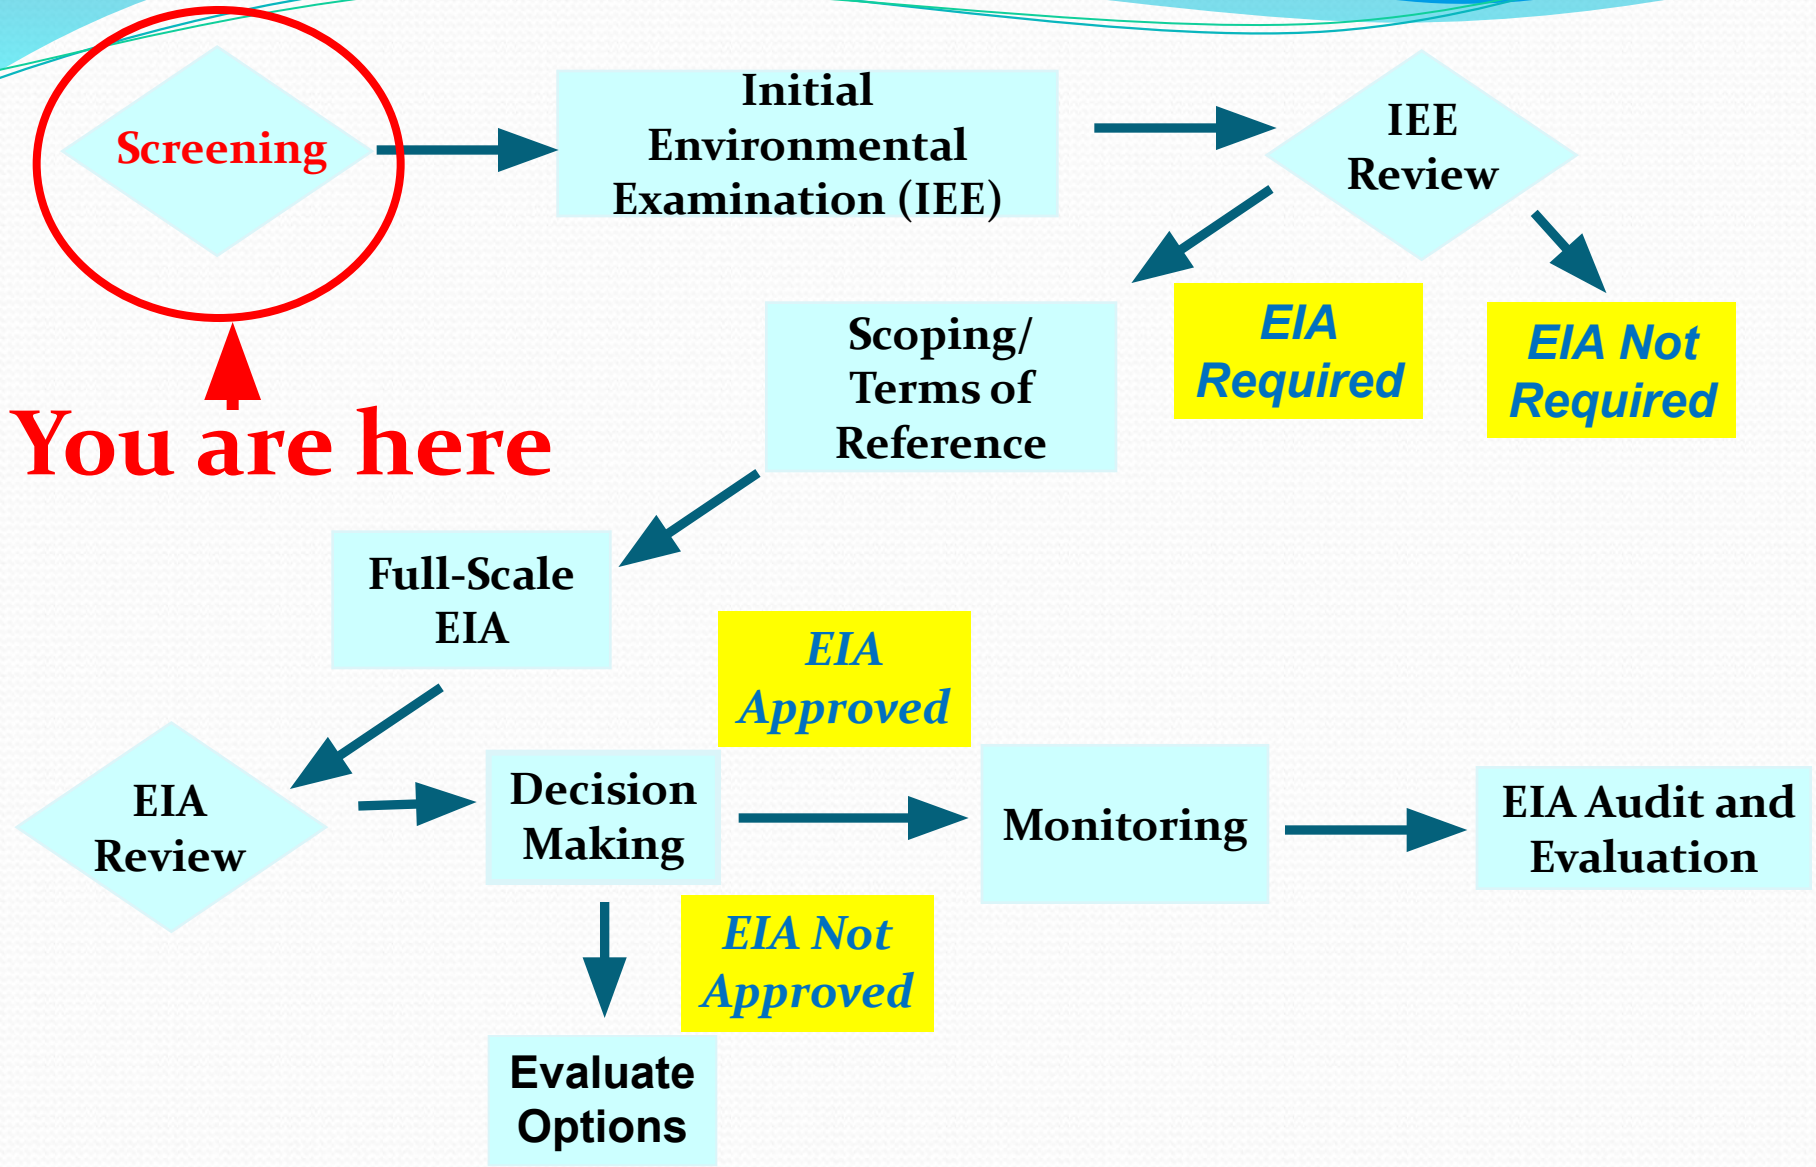 Screening
Initial
Environmental
Examination (IEE)
IEE
Review
EIA
Required
EIA Not
Required
You are here
Scoping/
Terms of
Reference
Full-Scale
EIA
EIA
Approved
EIA
Review
Decision
Making
Monitoring
EIA Audit and
Evaluation
EIA Not
Approved
Evaluate
Options